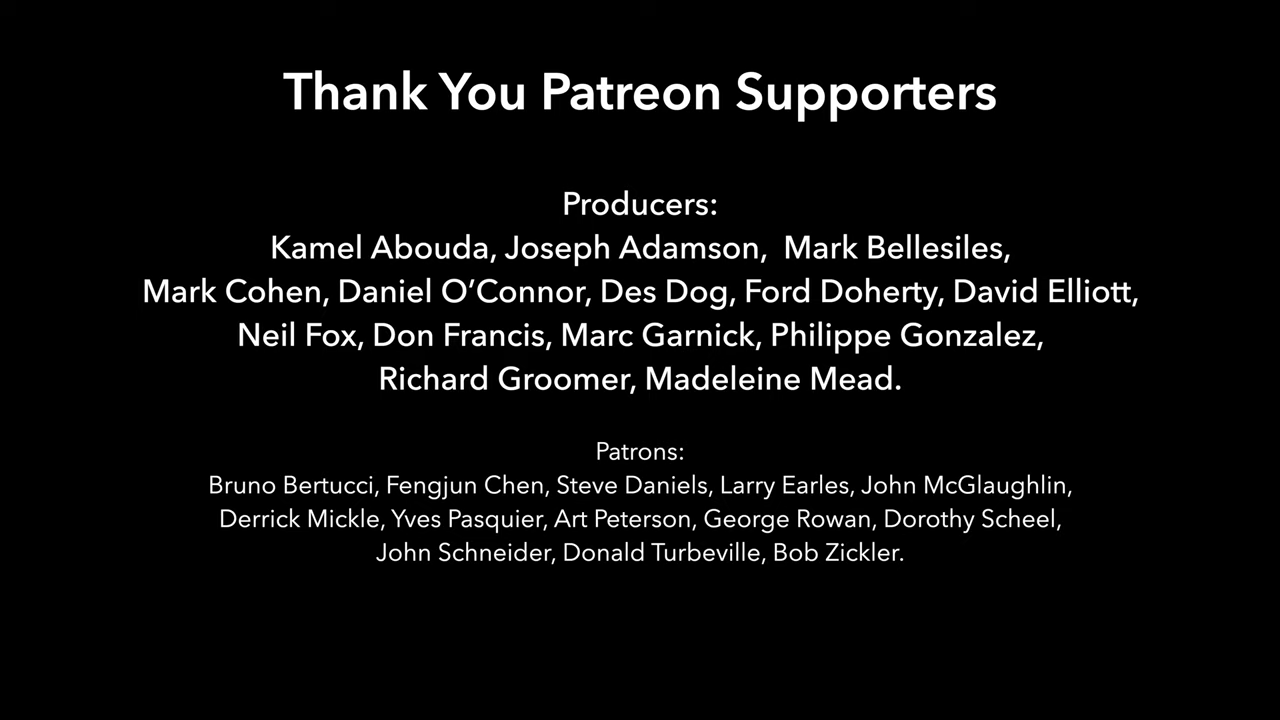 Thank You Patreon Supporters
Producers:
Kamel Abouda, Joseph Adamson,  Mark Bellesiles,
Mark Cohen, Daniel O’Connor, Des Dog, Ford Doherty, David Elliott,
Neil Fox, Don Francis, Marc Garnick, Philippe Gonzalez,
Richard Groomer, Madeleine Mead.
Patrons:
Bruno Bertucci, Fengjun Chen, Steve Daniels, Larry Earles, John McGlaughlin,
Derrick Mickle, Yves Pasquier, Art Peterson, George Rowan, Dorothy Scheel,
John Schneider, Donald Turbeville, Bob Zickler.